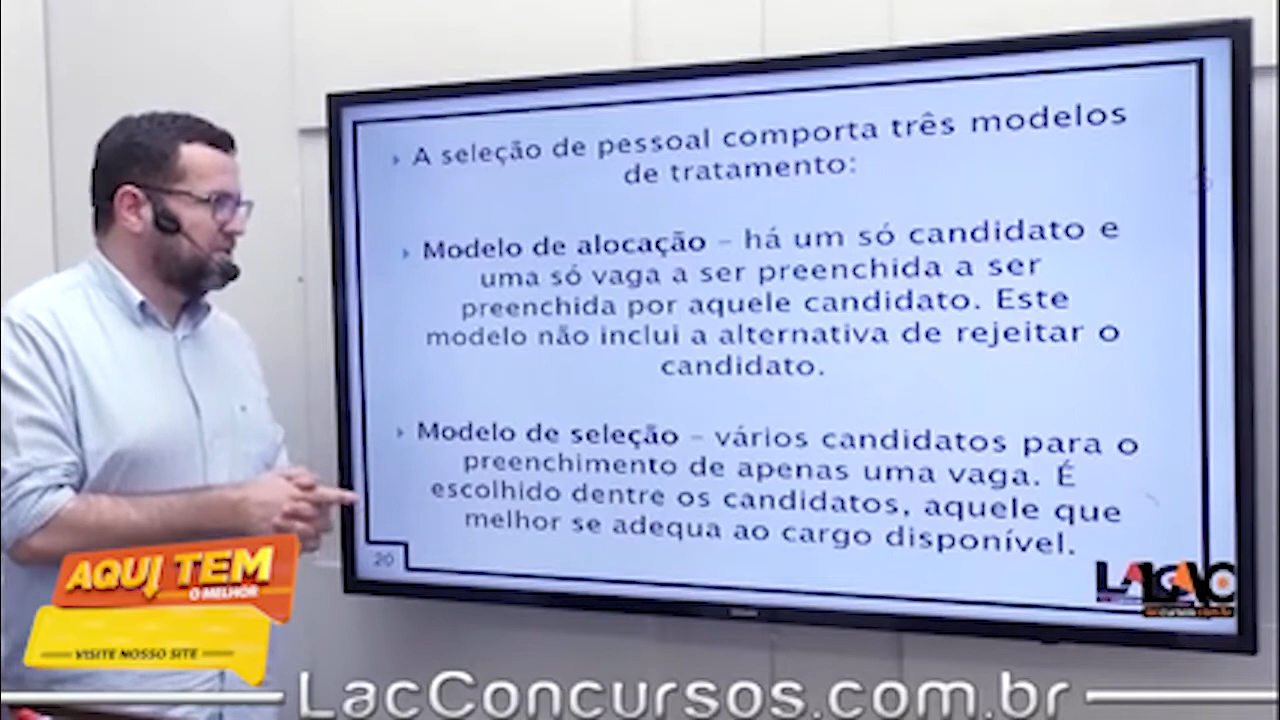 A seleção de pessoal comporta três modelos
de tratamento:
Modelo de alocação – há um só candidato e
uma só vaga a ser preenchida a ser
preenchida por aquele candidato. Este
modelo não inclui a alternativa de rejeitar o
candidato.
Modelo de seleção – vários candidatos para o
preenchimento de apenas uma vaga. É
escolhido dentre os candidatos, aquele que
melhor se adequa ao cargo disponível.
20
AQUI TEM
O MELHOR
VISITE NOSSO SITE
LacConcursos.com.br